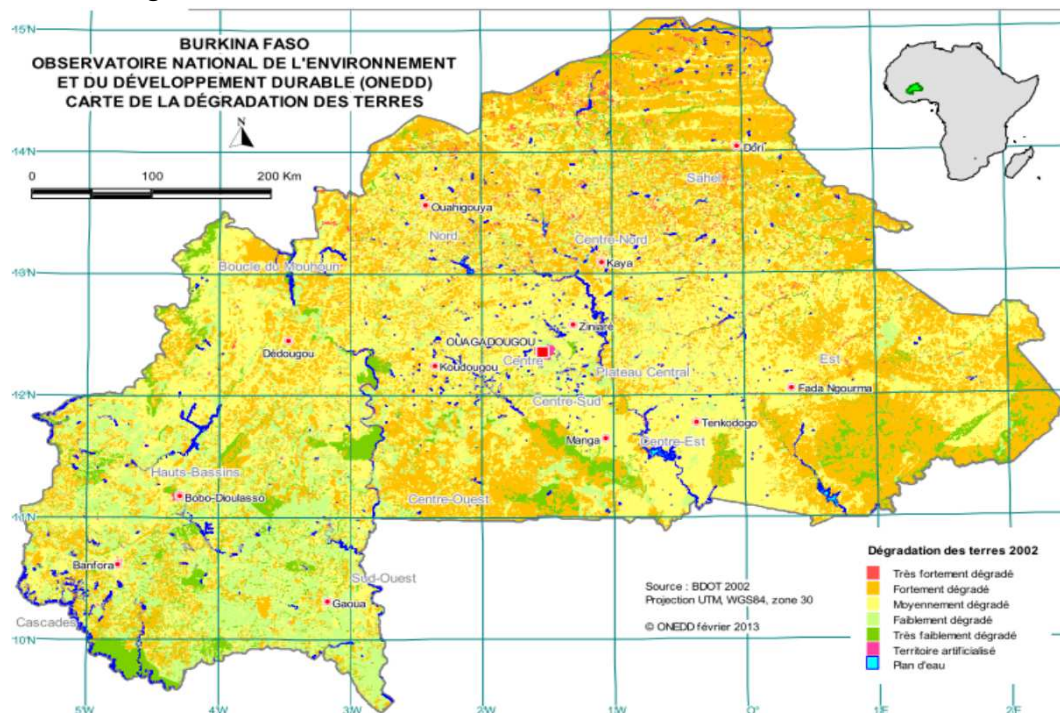 BURKINA FASO
OBSERVATOIRE NATIONAL DE L'ENVIRONNEMENT
ET DU DÉVELOPPEMENT DURABLE (ONEDD)
CARTE DE LA DÉGRADATION DES TERRES
N
0 100 200 Km
15°N
14°N
13°N
12°N
11°N
10°N
Dori
Sahel
Ouahigouya
Nord
Centre-Nord
Kaya
Boucle du Mouhoun
Ziniaré
OUAGADOUGOU
Dédougou
Centre
Koudougou
Plateau Central
Est
Fada Ngourma
Centre-Sud
Tenkodogo
Manga
Centre-Est
Hauts-Bassins
Bobo-Dioulasso
Centre-Ouest
Banfora
Sud-Ouest
Gaoua
Cascades
Source : BDOT 2002
Projection UTM, WGS84, zone 30
© ONEDD février 2013
Dégradation des terres 2002
Très fortement dégradé
Fortement dégradé
Moyennement dégradé
Faiblement dégradé
Très faiblement dégradé
Territoire artificialisé
Plan d'eau
5°W 4°W 3°W 2°W 1°W 0° 1°E 2°E